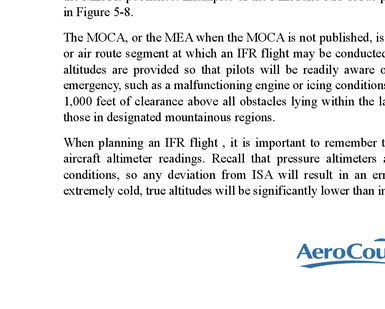 in Figure 5-8.
The MOCA, or the MEA when the MOCA is not published, is
or air route segment at which an IFR flight may be conducted
altitudes are provided so that pilots will be readily aware o
emergency, such as a malfunctioning engine or icing conditions
1,000 feet of clearance above all obstacles lying within the la
those in designated mountainous regions.
When planning an IFR flight , it is important to remember t
aircraft altimeter readings. Recall that pressure altimeters a
conditions, so any deviation from ISA will result in an err
extremely cold, true altitudes will be significantly lower than in
AeroCou